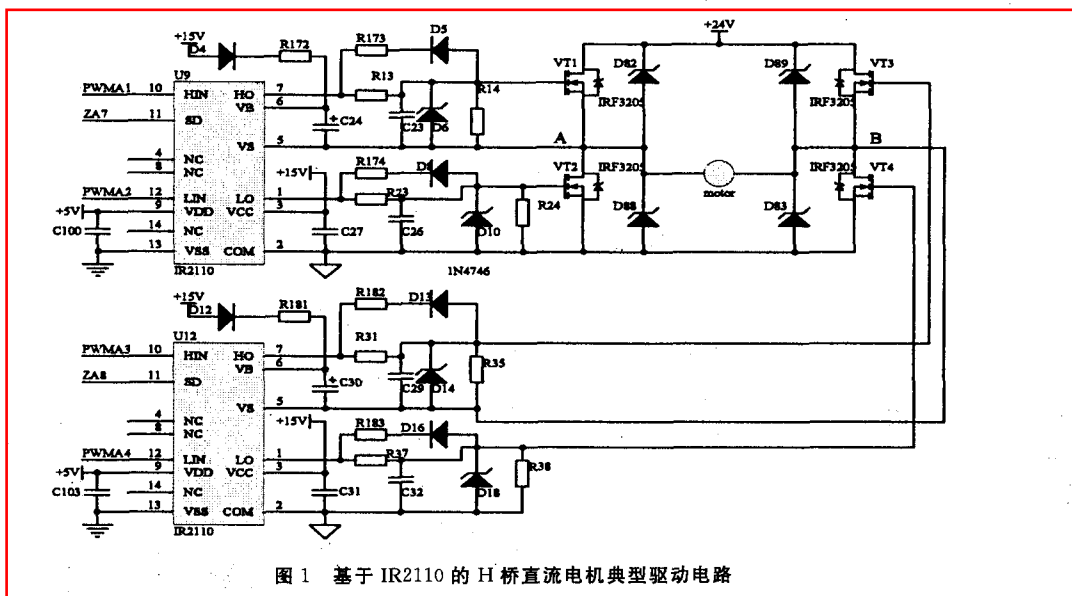 +24V
+15V
D4
R172
R173
D5
U9
R13
VT1
D82
D89
VT3
PWMA1 10 HIN HO 7
VB 6
R14
IRF3205
IRF3205
ZA7 11 SD
C24
C23
D6
VS 5
A
B
4 NC
8 NC
+15V
R174
D8
VT2
IRF3205
IRF3205
VT4
PWMA2 12 LIN LO 1
R23
motor
+5V 9 VDD VCC 3
R24
C100
14 NC
C27
C26
D10
D88
D83
13 VSS COM 2
IR2110
1N4746
+15V
D12
R181
R182
D13
U12
R31
PWMA3 10 HIN HO 7
VB 6
R35
ZA8 11 SD
C30
C29
D14
VS 5
4 NC
8 NC
+15V
R183
D16
PWMA4 12 LIN LO 1
R37
+5V 9 VDD VCC 3
R38
C103
14 NC
C31
C32
D18
13 VSS COM 2
IR2110
图 1 基于 IR2110 的 H 桥直流电机典型驱动电路